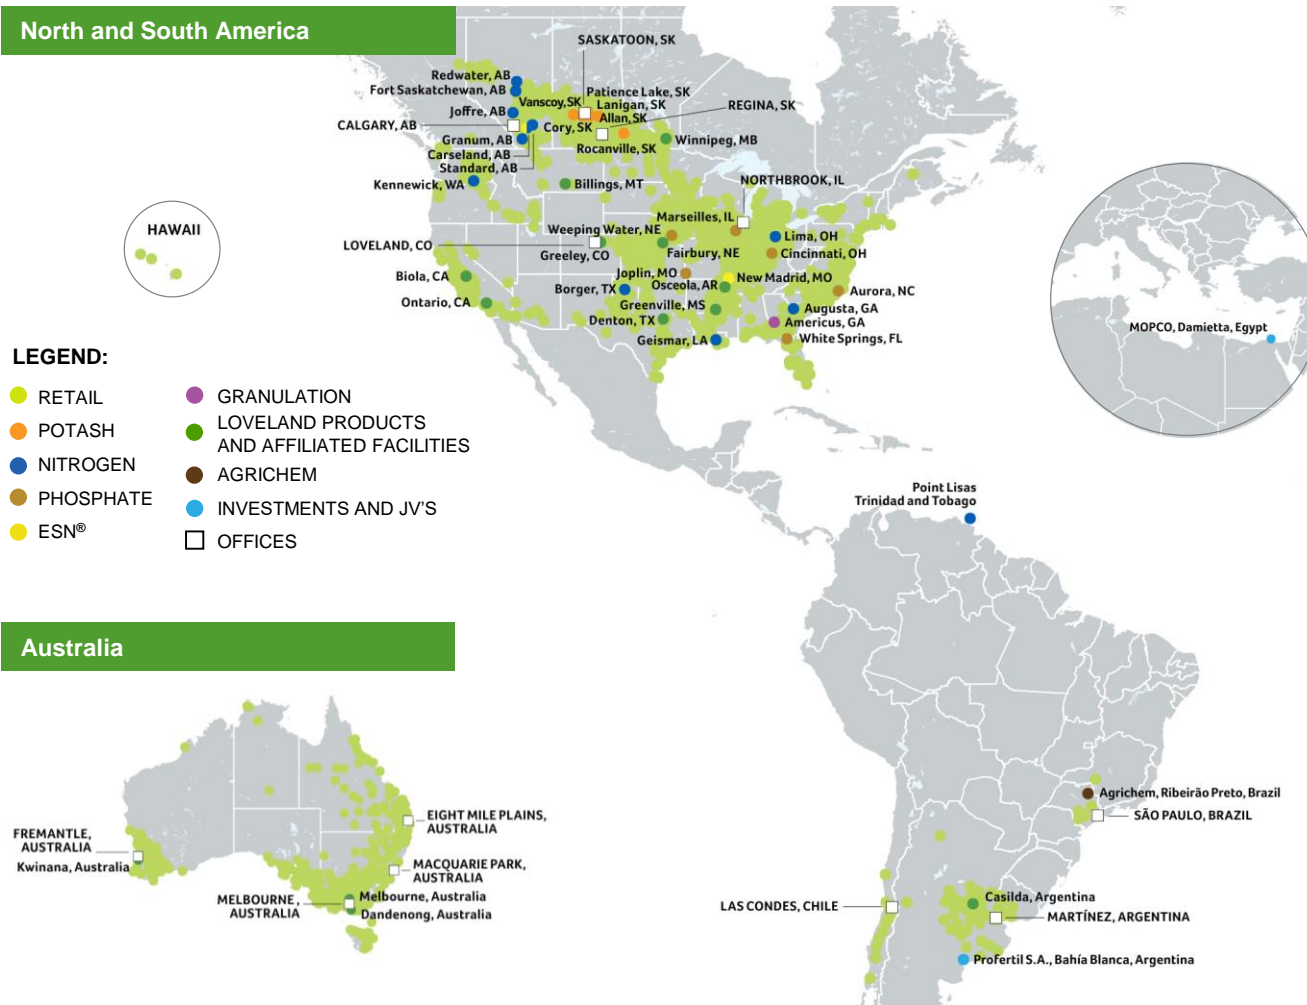 North and South America
SASKATOON, SK
Redwater, AB
Fort Saskatchewan, AB
Patience Lake, SK
Vanscoy, SK
Lanigan, SK
REGINA, SK
Joffre, AB
Allan, SK
CALGARY, AB
Cory, SK
Granum, AB
Winnipeg, MB
Rocanville, SK
Carseland, AB
Standard, AB
Kennewick, WA
Billings, MT
NORTHBROOK, IL
HAWAII
Marseilles, IL
Weeping Water, NE
Lima, OH
LOVELAND, CO
Greeley, CO
Fairbury, NE
Cincinnati, OH
Biola, CA
Joplin, MO
New Madrid, MO
Borger, TX
Osceola, AR
Aurora, NC
Ontario, CA
Greenville, MS
Augusta, GA
Denton, TX
Americus, GA
Geismar, LA
White Springs, FL
MOPCO, Damietta, Egypt
LEGEND:
RETAIL
POTASH
NITROGEN
PHOSPHATE
ESN®
GRANULATION
LOVELAND PRODUCTS
AND AFFILIATED FACILITIES
AGRICHEM
INVESTMENTS AND JV'S
OFFICES
Point Lisas
Trinidad and Tobago
Agrichem, Ribeirão Preto, Brazil
SÃO PAULO, BRAZIL
Casilda, Argentina
LAS CONDES, CHILE
MARTÍNEZ, ARGENTINA
Profertil S.A., Bahía Blanca, Argentina
Australia
EIGHT MILE PLAINS,
AUSTRALIA
FREMANTLE,
AUSTRALIA
Kwinana, Australia
MACQUARIE PARK,
AUSTRALIA
MELBOURNE,
AUSTRALIA
Melbourne, Australia
Dandenong, Australia